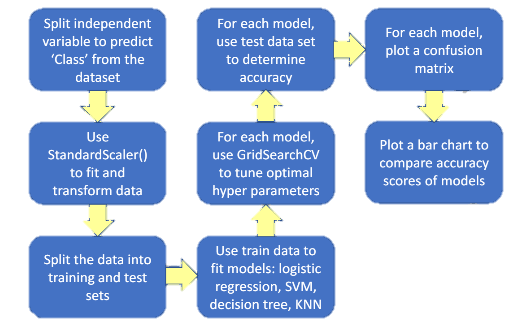 Split independent
variable to predict
‘Class’ from the
dataset
Use
StandardScaler()
to fit and
transform data
Split the data into
training and test
sets
Use train data to
fit models: logistic
regression, SVM,
decision tree, KNN
For each model,
use GridSearchCV
to tune optimal
hyper parameters
For each model,
use test data set
to determine
accuracy
For each model,
plot a confusion
matrix
Plot a bar chart to
compare accuracy
scores of models